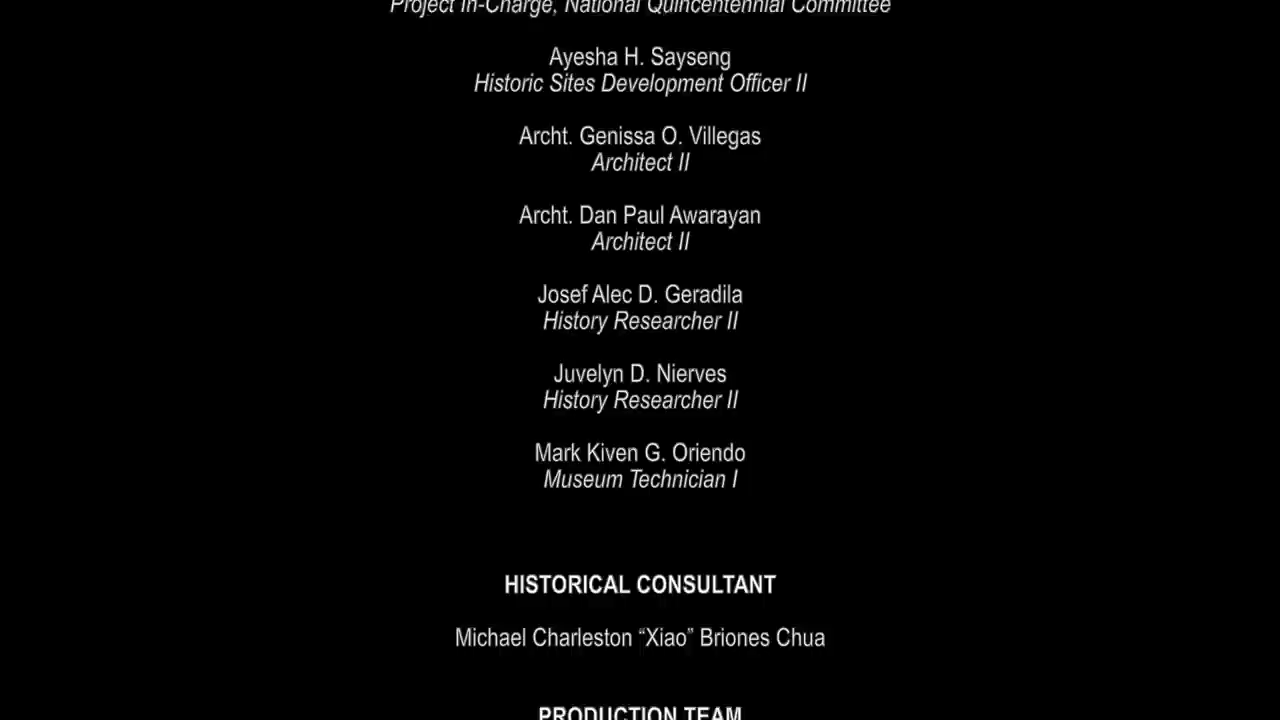 Project In-Charge, National Quincentennial Committee
Ayesha H. Sayseng
Historic Sites Development Officer II
Archt. Genissa O. Villegas
Architect II
Archt. Dan Paul Awarayan
Architect II
Josef Alec D. Geradila
History Researcher II
Juvelyn D. Nierves
History Researcher II
Mark Kiven G. Oriendo
Museum Technician I
HISTORICAL CONSULTANT
Michael Charleston “Xiao” Briones Chua
PRODUCTION TEAM